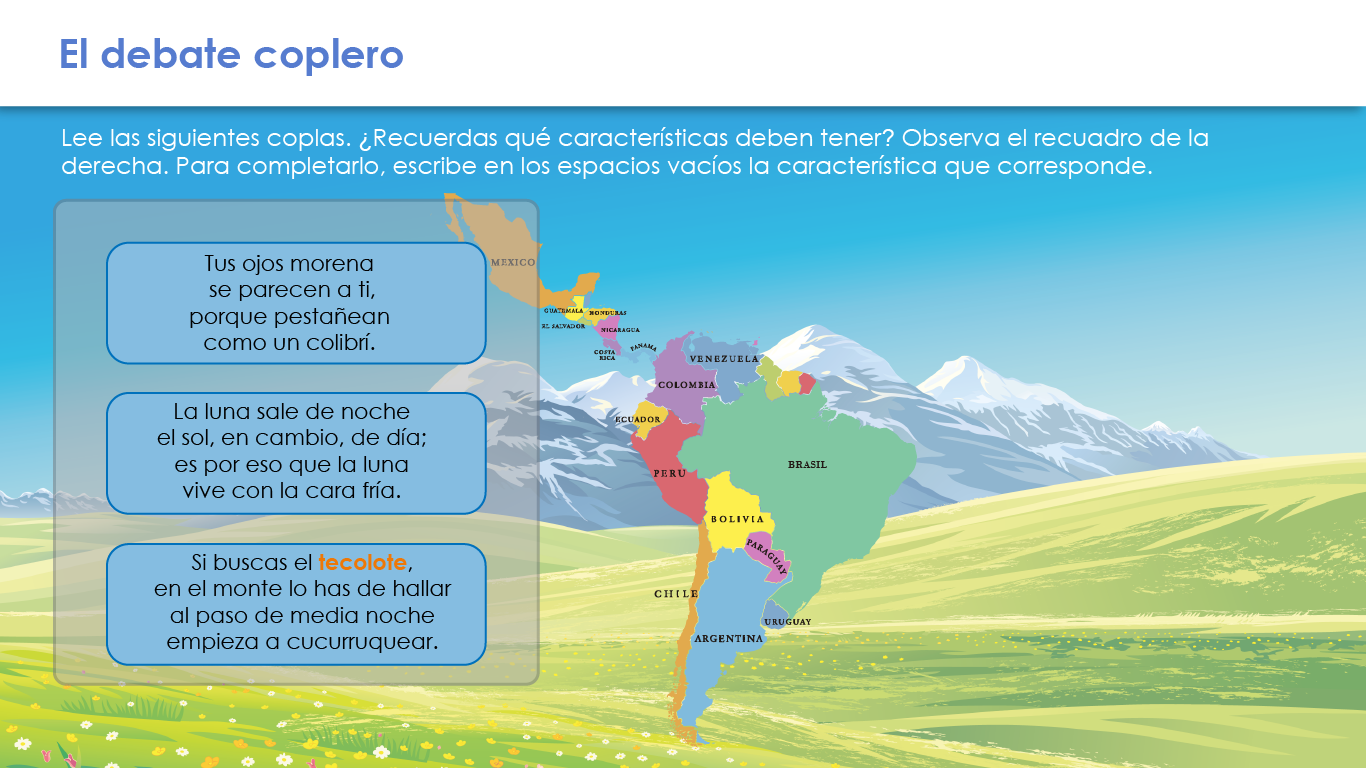 El debate coplero
Lee las siguientes coplas. ¿Recuerdas qué características deben tener? Observa el recuadro de la
derecha. Para completarlo, escribe en los espacios vacíos la característica que corresponde.
Tus ojos morena
se parecen a ti,
porque pestañean
como un colibrí.
La luna sale de noche
el sol, en cambio, de día;
es por eso que la luna
vive con la cara fría.
Si buscas el tecolote,
en el monte lo has de hallar
al paso de media noche
empieza a cucurruquear.
MEXICO
GUATEMALA
HONDURAS
EL SALVADOR
NICARAGUA
COSTA
RICA
PANAMA
VENEZUELA
COLOMBIA
ECUADOR
PERU
BRASIL
BOLIVIA
PARAGUAY
CHILE
URUGUAY
ARGENTINA